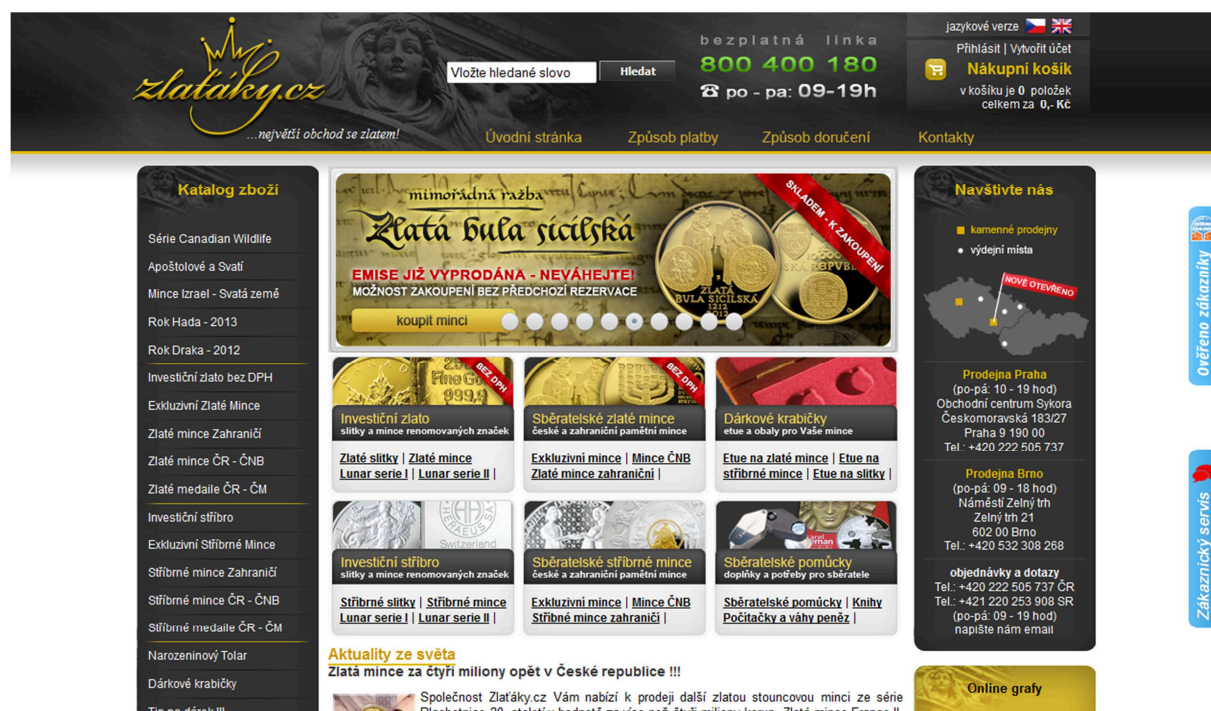 jazykové verze
bezplatná linka
800 400 180
po - pa: 09-19h
Vložte hledané slovo
Hledat
Přihlásit | Vytvořit účet
Nákupní košík
v košíku je 0 položek
celkem za 0,- Kč
zlaťáky.cz
...největší obchod se zlatem!
Úvodní stránka
Způsob platby
Způsob doručení
Kontakty
Katalog zboží
Série Canadian Wildlife
Apoštolové a Svatí
Mince Izrael - Svatá země
Rok Hada - 2013
Rok Draka - 2012
Investiční zlato bez DPH
Exkluzivní Zlaté Mince
Zlaté mince Zahraničí
Zlaté mince ČR - ČNB
Zlaté medaile ČR - ČM
Investiční stříbro
Exkluzivní Stříbrné Mince
Stříbrné mince Zahraničí
Stříbrné mince ČR - ČNB
Stříbrné medaile ČR - ČM
Narozeninový Tolar
Dárkové krabičky
mimořádná ražba
Zlatá bula sicilská
EMISE JIŽ VYPRODÁNA - NEVÁHEJTE!
MOŽNOST ZAKOUPENÍ BEZ PŘEDCHOZÍ REZERVACE
koupit minci
SKLADEM - K ZAKOUPENÍ
ZLATÁ
BULA SICILSKÁ
1212
2012
Fine Gold
999,9
BEZ DPH
Investiční zlato
slitky a mince renomovaných značek
Zlaté slitky | Zlaté mince
Lunar serie I | Lunar serie II |
BEZ DPH
Sběratelské zlaté mince
české a zahraniční pamětní mince
Exkluzivní mince | Mince ČNB
Zlaté mince zahraniční |
Dárkové krabičky
etue a obaly pro Vaše mince
Etue na zlaté mince | Etue na
stříbrné mince | Etue na slitky |
HERAEUS
Switzerland
Investiční stříbro
slitky a mince renomovaných značek
Stříbrné slitky | Stříbrné mince
Lunar serie I | Lunar serie II |
Sběratelské stříbrné mince
české a zahraniční pamětní mince
Exkluzivní mince | Mince ČNB
Střibné mince zahraničí |
Sběratelské pomůcky
doplňky a potřeby pro sběratele
Sběratelské pomůcky | Knihy
Počítačky a váhy peněz |
Aktuality ze světa
Zlatá mince za čtyři miliony opět v České republice !!!
Společnost Zlaťáky.cz Vám nabízí k prodeji další zlatou stouncovou minci ze série
Navštivte nás
kamenné prodejny
výdejní místa
NOVĚ OTEVŘENO
Prodejna Praha
(po-pá: 10 - 19 hod)
Obchodní centrum Sykora
Českomoravská 183/27
Praha 9 190 00
Tel.: +420 222 505 737
Prodejna Brno
(po-pá: 09 - 18 hod)
Náměstí Zelný trh
Zelný trh 21
602 00 Brno
Tel.: +420 532 308 268
objednávky a dotazy
Tel.: +420 222 505 737 ČR
Tel.: +421 220 253 908 SR
(po-pá: 09 - 19 hod)
napište nám email
Online grafy
Ověřeno zákazníky
Zákaznický servis